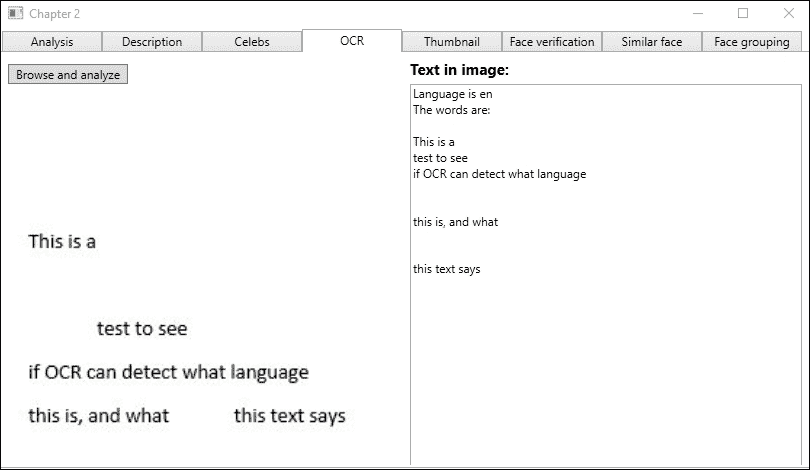 Chapter 2
Analysis Description Celebs OCR Thumbnail Face verification Similar face Face grouping
Browse and analyze
This is a
test to see
if OCR can detect what language
this is, and what this text says
Text in image:
Language is en
The words are:
This is a
test to see
if OCR can detect what language
this is, and what
this text says